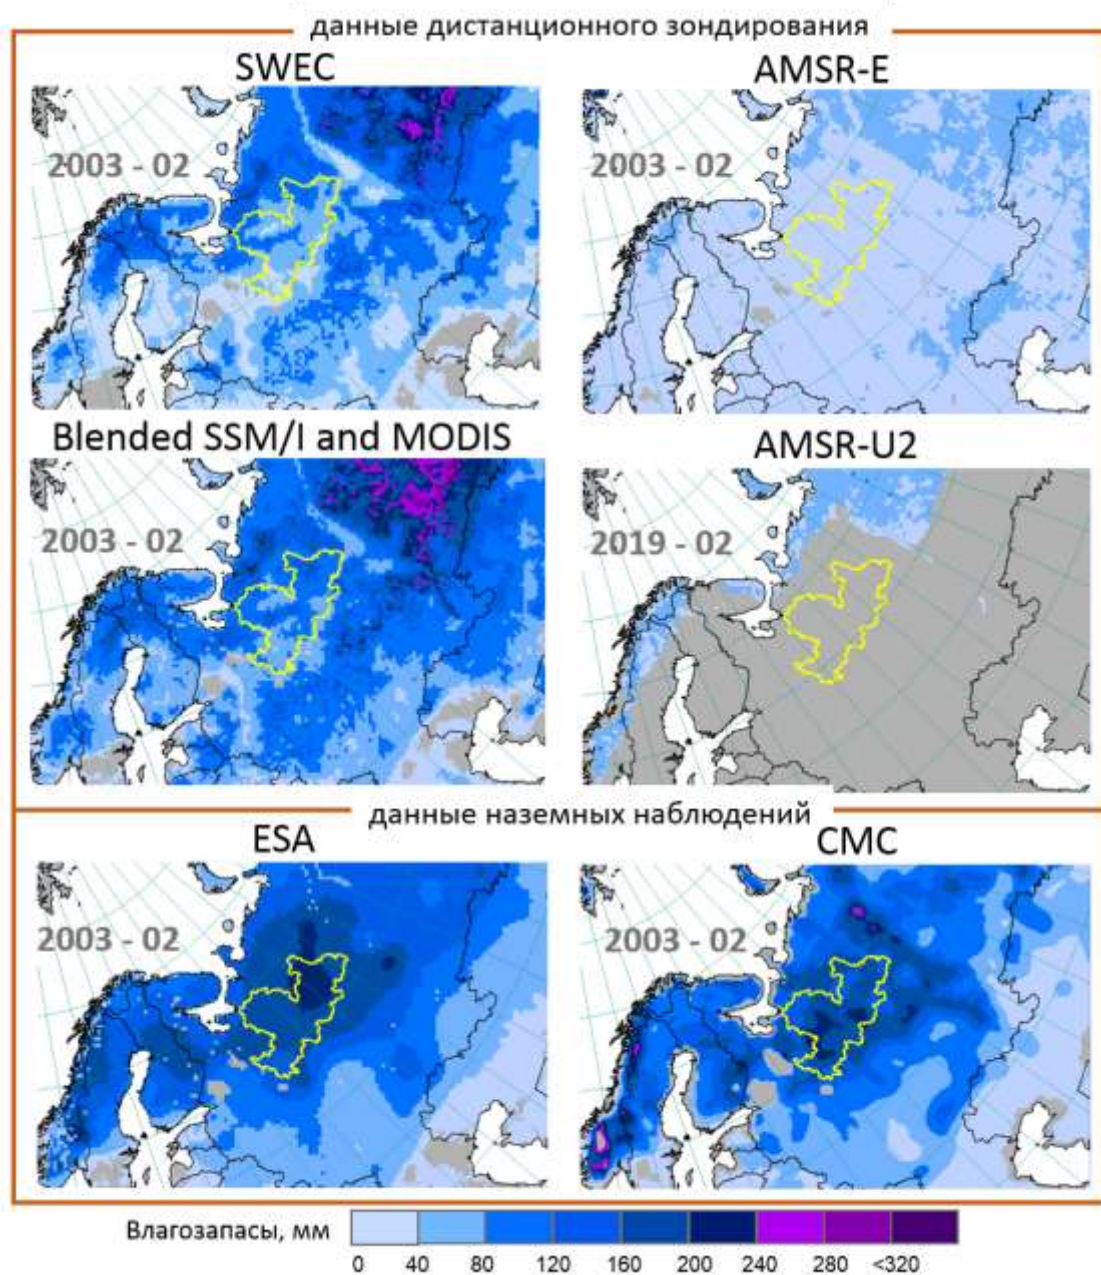 данные дистанционного зондирования
SWEC
AMSR-E
2003 - 02
2003 - 02
Blended SSM/I and MODIS
AMSR-U2
2003 - 02
2019 - 02
данные наземных наблюдений
ESA
CMC
2003 - 02
2003 - 02
Влагозапасы, мм
0 40 80 120 160 200 240 280 <320